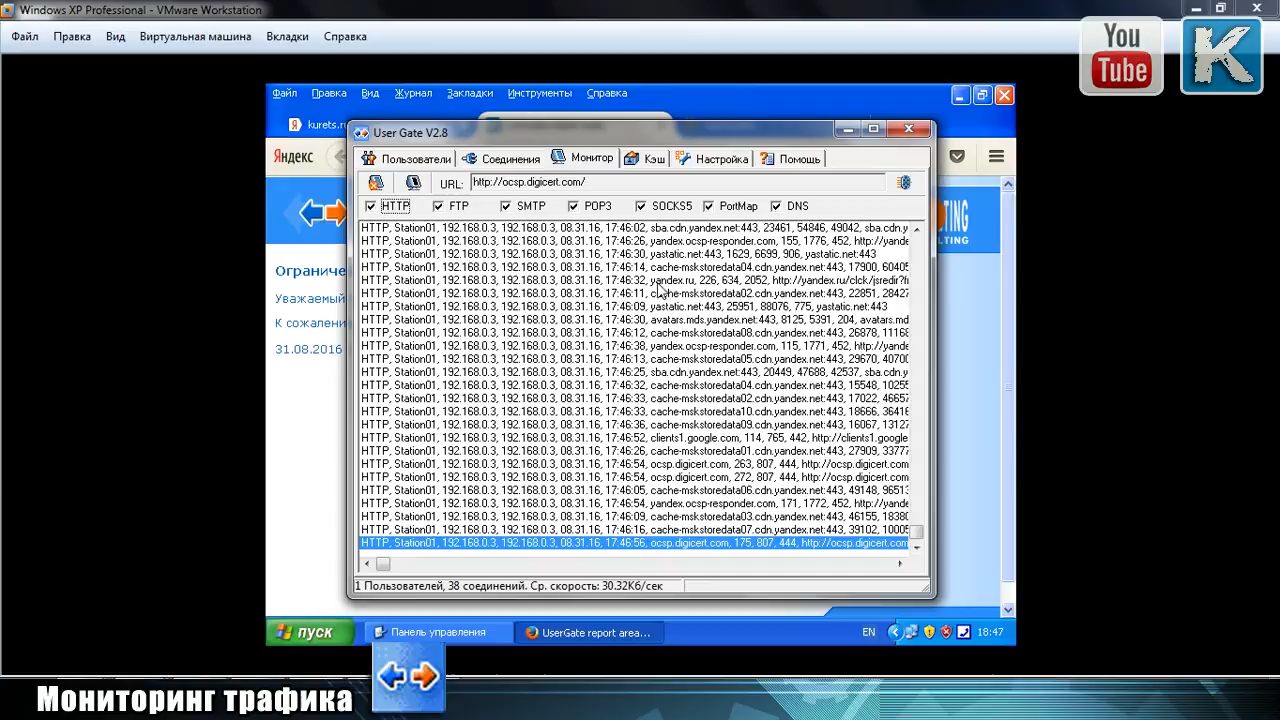 Windows XP Professional - VMware Workstation
Файл Правка Вид Виртуальная машина Вкладки Справка
You
Tube
K
Файл Правка Вид Журнал Закладки Инструменты Справка
kurets.ru
User Gate V2.8
Яндекс
Пользователи Соединения Монитор Кэш Настройка Помощь
URL: http://ocsp.digicert.com/
HTTP FTP SMTP POP3 SOCKS5 PortMap DNS
HTTP, Station01, 192.168.0.3, 192.168.0.3, 08.31.16, 17:46:02, sba.cdn.yandex.net:443, 23461, 54846, 49042, sba.cdn.y
HTTP, Station01, 192.168.0.3, 192.168.0.3, 08.31.16, 17:46:26, yandex.ocsp-responder.com, 155, 1776, 452, http://yande
HTTP, Station01, 192.168.0.3, 192.168.0.3, 08.31.16, 17:46:30, yastatic.net:443, 1629, 6699, 906, yastatic.net:443
HTTP, Station01, 192.168.0.3, 192.168.0.3, 08.31.16, 17:46:14, cache-mskstoredata04.cdn.yandex.net:443, 17900, 60405
HTTP, Station01, 192.168.0.3, 192.168.0.3, 08.31.16, 17:46:32, yandex.ru, 226, 634, 2052, http://yandex.ru/clck/jsredir?f
HTTP, Station01, 192.168.0.3, 192.168.0.3, 08.31.16, 17:46:11, cache-mskstoredata02.cdn.yandex.net:443, 22851, 28427
HTTP, Station01, 192.168.0.3, 192.168.0.3, 08.31.16, 17:46:09, yastatic.net:443, 25951, 88076, 775, yastatic.net:443
HTTP, Station01, 192.168.0.3, 192.168.0.3, 08.31.16, 17:46:30, avatars.mds.yandex.net:443, 8125, 5391, 204, avatars.md
HTTP, Station01, 192.168.0.3, 192.168.0.3, 08.31.16, 17:46:12, cache-mskstoredata08.cdn.yandex.net:443, 26878, 11168
HTTP, Station01, 192.168.0.3, 192.168.0.3, 08.31.16, 17:46:38, yandex.ocsp-responder.com, 115, 1771, 452, http://yande
HTTP, Station01, 192.168.0.3, 192.168.0.3, 08.31.16, 17:46:13, cache-mskstoredata05.cdn.yandex.net:443, 29670, 40700
HTTP, Station01, 192.168.0.3, 192.168.0.3, 08.31.16, 17:46:25, sba.cdn.yandex.net:443, 20449, 47688, 42537, sba.cdn.y
HTTP, Station01, 192.168.0.3, 192.168.0.3, 08.31.16, 17:46:32, cache-mskstoredata04.cdn.yandex.net:443, 15548, 10255
HTTP, Station01, 192.168.0.3, 192.168.0.3, 08.31.16, 17:46:33, cache-mskstoredata02.cdn.yandex.net:443, 17022, 46657
HTTP, Station01, 192.168.0.3, 192.168.0.3, 08.31.16, 17:46:33, cache-mskstoredata10.cdn.yandex.net:443, 18666, 36416
HTTP, Station01, 192.168.0.3, 192.168.0.3, 08.31.16, 17:46:36, cache-mskstoredata09.cdn.yandex.net:443, 16067, 13127
HTTP, Station01, 192.168.0.3, 192.168.0.3, 08.31.16, 17:46:52, clients1.google.com, 114, 765, 442, http://clients1.google
HTTP, Station01, 192.168.0.3, 192.168.0.3, 08.31.16, 17:46:26, cache-mskstoredata01.cdn.yandex.net:443, 27909, 33777
HTTP, Station01, 192.168.0.3, 192.168.0.3, 08.31.16, 17:46:54, ocsp.digicert.com, 263, 807, 444, http://ocsp.digicert.com
HTTP, Station01, 192.168.0.3, 192.168.0.3, 08.31.16, 17:46:54, ocsp.digicert.com, 272, 807, 444, http://ocsp.digicert.com
HTTP, Station01, 192.168.0.3, 192.168.0.3, 08.31.16, 17:46:05, cache-mskstoredata06.cdn.yandex.net:443, 49148, 96513
HTTP, Station01, 192.168.0.3, 192.168.0.3, 08.31.16, 17:46:54, yandex.ocsp-responder.com, 171, 1772, 452, http://yande
HTTP, Station01, 192.168.0.3, 192.168.0.3, 08.31.16, 17:46:09, cache-mskstoredata03.cdn.yandex.net:443, 46155, 18380
HTTP, Station01, 192.168.0.3, 192.168.0.3, 08.31.16, 17:46:16, cache-mskstoredata07.cdn.yandex.net:443, 39102, 10005
HTTP, Station01, 192.168.0.3, 192.168.0.3, 08.31.16, 17:46:56, ocsp.digicert.com, 175, 807, 444, http://ocsp.digicert.com
Ограниче
Уважаемый
К сожален
31.08.2016
TING
SULTING
1 Пользователей, 38 соединений. Ср. скорость: 30.32Кб/сек
пуск Панель управления UserGate report area... EN 18:47
Мониторинг трафика